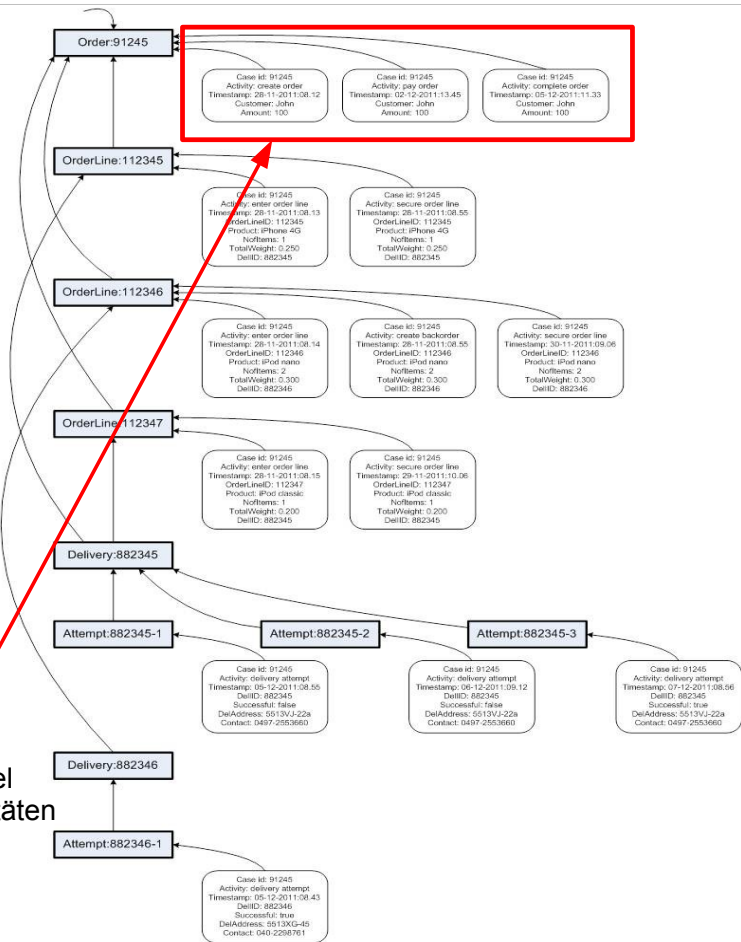 Order:91245
Case id: 91245
Activity: create order
Timestamp: 28-11-2011:08.12
Customer: John
Amount: 100
Case id: 91245
Activity: pay order
Timestamp: 02-12-2011:13.45
Customer: John
Amount: 100
Case id: 91245
Activity: complete order
Timestamp: 05-12-2011:11.33
Customer: John
Amount: 100
OrderLine:112345
Case id: 91245
Activity: enter order line
Timestamp: 28-11-2011:08.13
OrderLineID: 112345
Product: iPhone 4G
NofItems: 1
TotalWeight: 0.250
DellID: 882345
Case id: 91245
Activity: secure order line
Timestamp: 28-11-2011:08.55
OrderLineID: 112345
Product: iPhone 4G
NofItems: 1
TotalWeight: 0.250
DellID: 882345
OrderLine:112346
Case id: 91245
Activity: enter order line
Timestamp: 28-11-2011:08.14
OrderLineID: 112346
Product: iPod nano
NofItems: 2
TotalWeight: 0.300
DellID: 882346
Case id: 91245
Activity: create backorder
Timestamp: 28-11-2011:08.55
OrderLineID: 112346
Product: iPod nano
NofItems: 2
TotalWeight: 0.300
DellID: 882346
Case id: 91245
Activity: secure order line
Timestamp: 30-11-2011:09.06
OrderLineID: 112346
Product: iPod nano
NofItems: 2
TotalWeight: 0.300
DellID: 882346
OrderLine:112347
Case id: 91245
Activity: enter order line
Timestamp: 28-11-2011:08.15
OrderLineID: 112347
Product: iPod classic
NofItems: 1
TotalWeight: 0.200
DellID: 882345
Case id: 91245
Activity: secure order line
Timestamp: 29-11-2011:10.06
OrderLineID: 112347
Product: iPod classic
NofItems: 1
TotalWeight: 0.200
DellID: 882345
Delivery:882345
Attempt:882345-1
Attempt:882345-2
Attempt:882345-3
Case id: 91245
Activity: delivery attempt
Timestamp: 05-12-2011:08.55
DellID: 882345
Successful: false
DelAddress: 5513VJ-22a
Contact: 0497-2553660
Case id: 91245
Activity: delivery attempt
Timestamp: 06-12-2011:09.12
DellID: 882345
Successful: false
DelAddress: 5513VJ-22a
Contact: 0497-2553660
Case id: 91245
Activity: delivery attempt
Timestamp: 07-12-2011:08.56
DellID: 882345
Successful: true
DelAddress: 5513VJ-22a
Contact: 0497-2553660
Delivery:882346
el
täten
Attempt:882346-1
Case id: 91245
Activity: delivery attempt
Timestamp: 05-12-2011:08.43
DellID: 882346
Successful: true
DelAddress: 5513XG-45
Contact: 040-2298761